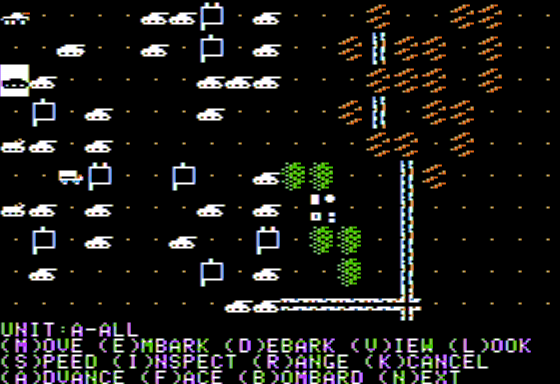 UNIT:A-ALL
(M)OVE (E)MBARK (D)EBARK (V)IEW (L)OOK
(S)PEED (I)NSPECT (R)ANGE (K)CANCEL
(A)DVANCE (F)ACE (B)OMBARD (N)EXT